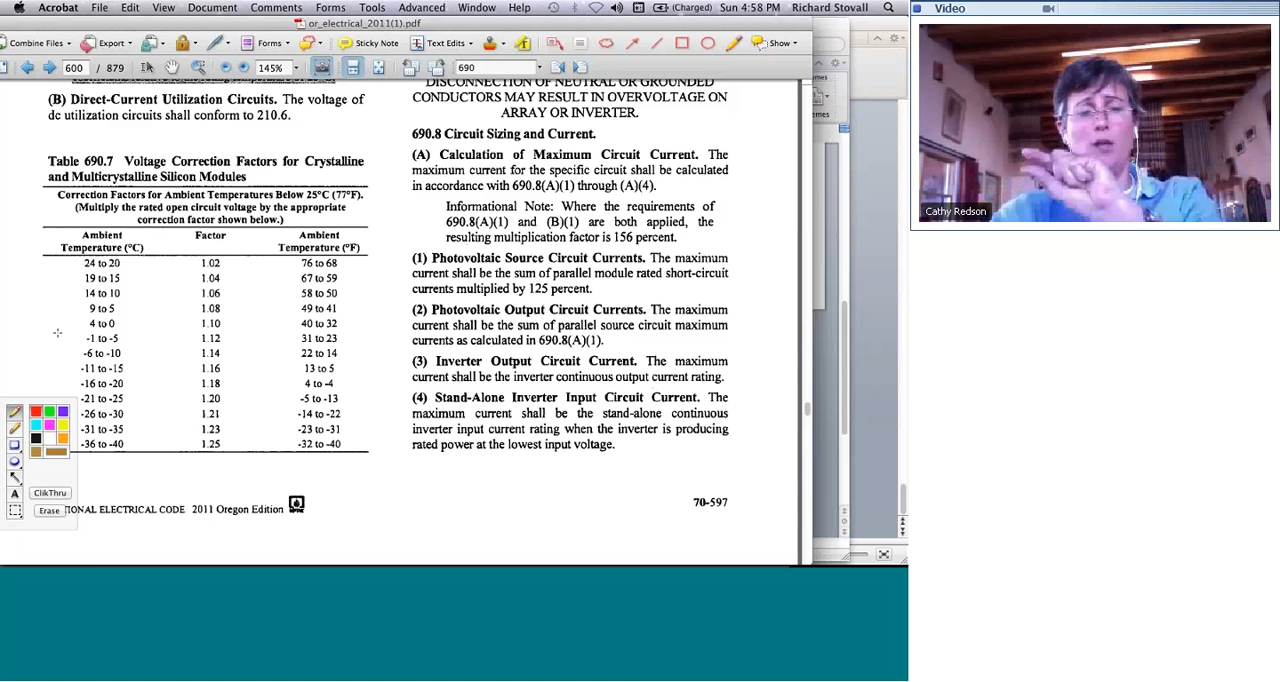 Acrobat File Edit View Document Comments Forms Tools Advanced Window Help (Charged) Sun 4:58 PM Richard Stovall
or_electrical_2011(1).pdf
Combine Files Export Forms Sticky Note Text Edits Show
600 / 879 145% 690
(B) Direct-Current Utilization Circuits. The voltage of
dc utilization circuits shall conform to 210.6.
Table 690.7 Voltage Correction Factors for Crystalline
and Multicrystalline Silicon Modules
Correction Factors for Ambient Temperatures Below 25°C (77°F).
(Multiply the rated open circuit voltage by the appropriate
correction factor shown below.)
Ambient Temperature (°C) Factor Ambient Temperature (°F)
24 to 20 1.02 76 to 68
19 to 15 1.04 67 to 59
14 to 10 1.06 58 to 50
9 to 5 1.08 49 to 41
4 to 0 1.10 40 to 32
-1 to -5 1.12 31 to 23
-6 to -10 1.14 22 to 14
-11 to -15 1.16 13 to 5
-16 to -20 1.18 4 to -4
-21 to -25 1.20 -5 to -13
-26 to -30 1.21 -14 to -22
-31 to -35 1.23 -23 to -31
-36 to -40 1.25 -32 to -40
A
ClikThru
Erase
IONAL ELECTRICAL CODE 2011 Oregon Edition
DISCONNECTION OF NEUTRAL OR GROUNDED
CONDUCTORS MAY RESULT IN OVERVOLTAGE ON
ARRAY OR INVERTER.
690.8 Circuit Sizing and Current.
(A) Calculation of Maximum Circuit Current. The
maximum current for the specific circuit shall be calculated
in accordance with 690.8(A)(1) through (A)(4).
Informational Note: Where the requirements of
690.8(A)(1) and (B)(1) are both applied, the
resulting multiplication factor is 156 percent.
(1) Photovoltaic Source Circuit Currents. The maximum
current shall be the sum of parallel module rated short-circuit
currents multiplied by 125 percent.
(2) Photovoltaic Output Circuit Currents. The maximum
current shall be the sum of parallel source circuit maximum
currents as calculated in 690.8(A)(1).
(3) Inverter Output Circuit Current. The maximum
current shall be the inverter continuous output current rating.
(4) Stand-Alone Inverter Input Circuit Current. The
maximum current shall be the stand-alone continuous
inverter input current rating when the inverter is producing
rated power at the lowest input voltage.
70-597
emes
Video
Cathy Redson